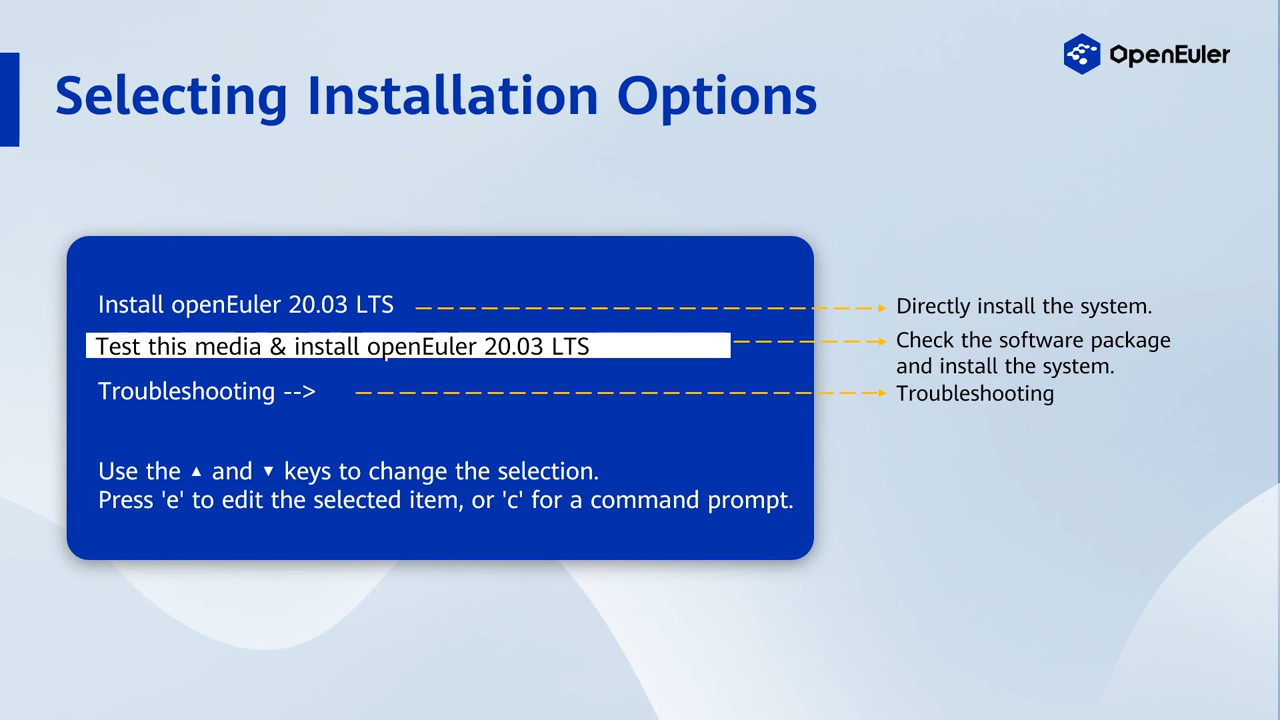 OpenEuler
Selecting Installation Options
Install openEuler 20.03 LTS
Directly install the system.
Test this media & install openEuler 20.03 LTS
Check the software package
and install the system.
Troubleshooting -->
Troubleshooting
Use the ▲ and ▼ keys to change the selection.
Press 'e' to edit the selected item, or 'c' for a command prompt.